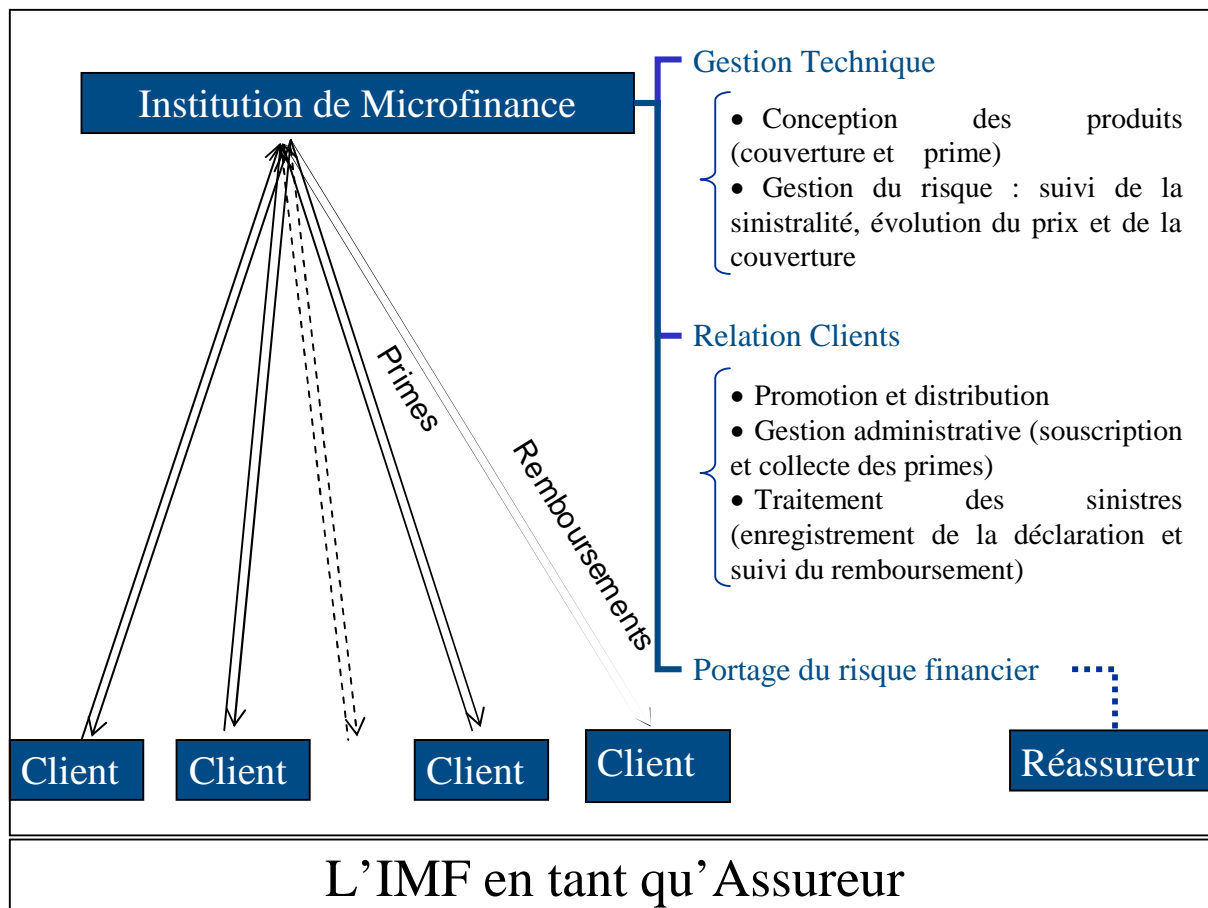 Institution de Microfinance
Gestion Technique
• Conception des produits
(couverture et prime)
• Gestion du risque : suivi de la
sinistralité, évolution du prix et de la
couverture
Relation Clients
• Promotion et distribution
• Gestion administrative (souscription
et collecte des primes)
• Traitement des sinistres
(enregistrement de la déclaration et
suivi du remboursement)
Primes
Remboursements
Portage du risque financier
Client
Client
Client
Client
Réassureur
L’IMF en tant qu’Assureur